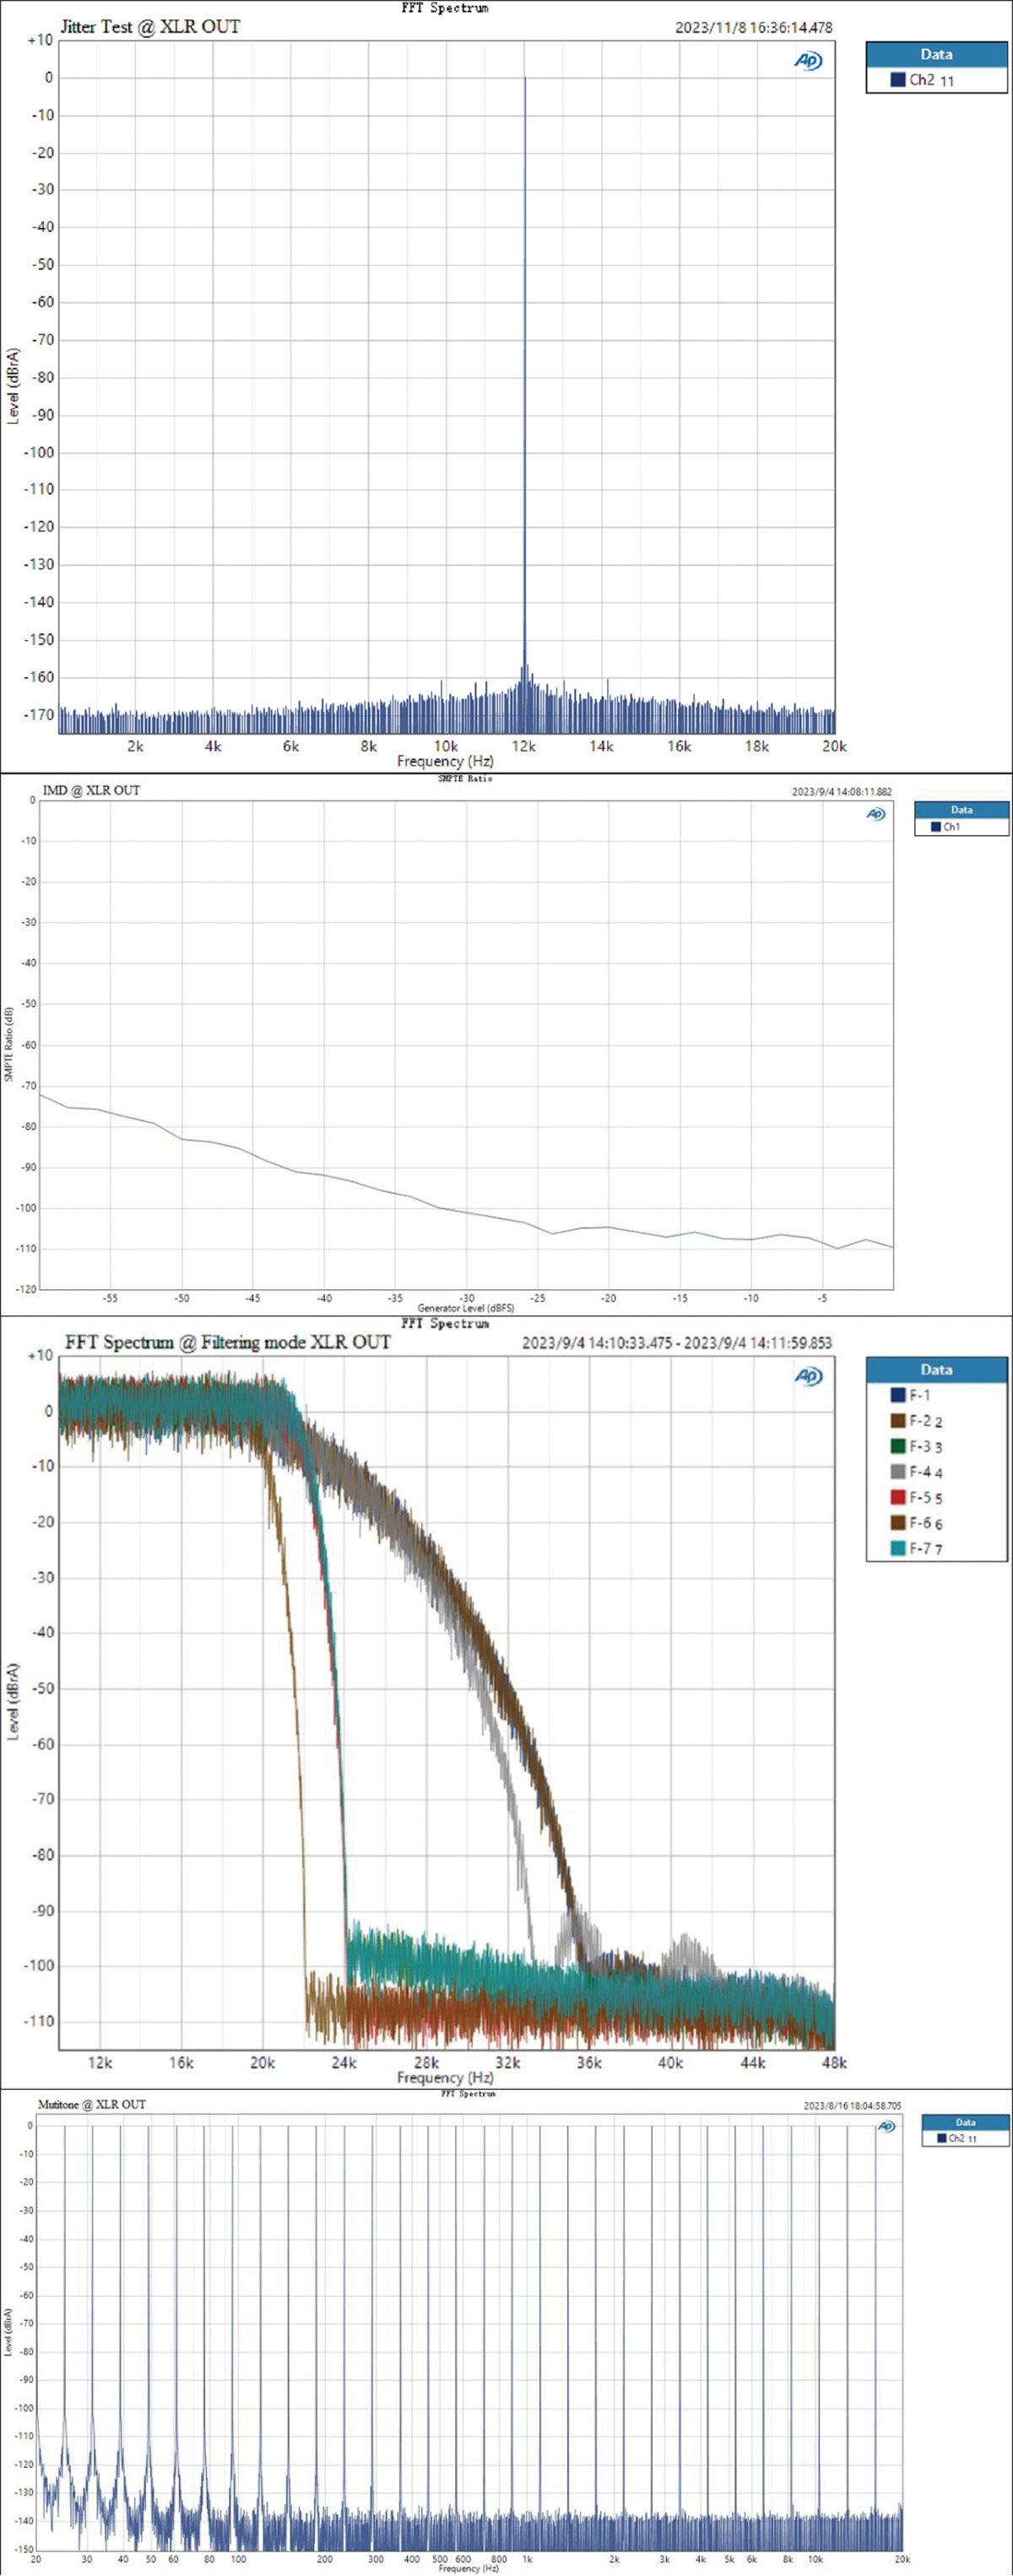 FFT Spectrum
Jitter Test @ XLR OUT
2023/11/8 16:36:14.478
AP
Data
Ch2 11
Level (dBrA)
+10
0
-10
-20
-30
-40
-50
-60
-70
-80
-90
-100
-110
-120
-130
-140
-150
-160
-170
2k 4k 6k 8k 10k 12k 14k 16k 18k 20k
Frequency (Hz)
SMPTE Ratio
IMD @ XLR OUT
2023/9/4 14:08:11.882
AP
Data
Ch1
SMPTE Ratio (dB)
0
-10
-20
-30
-40
-50
-60
-70
-80
-90
-100
-110
-120
-55 -50 -45 -40 -35 -30 -25 -20 -15 -10 -5
Generator Level (dBFS)
FFT Spectrum
FFT Spectrum @ Filtering mode XLR OUT
2023/9/4 14:10:33.475 - 2023/9/4 14:11:59.853
AP
Data
F-1
F-2 2
F-3 3
F-4 4
F-5 5
F-6 6
F-7 7
Level (dBrA)
+10
0
-10
-20
-30
-40
-50
-60
-70
-80
-90
-100
-110
12k 16k 20k 24k 28k 32k 36k 40k 44k 48k
Frequency (Hz)
FFT Spectrum
Mutitone @ XLR OUT
2023/8/16 18:04:58.705
AP
Data
Ch2 11
Level (dBrA)
0
-10
-20
-30
-40
-50
-60
-70
-80
-90
-100
-110
-120
-130
-140
-150
20 30 40 50 60 80 100 200 300 400 500 600 800 1k 2k 3k 4k 5k 6k 8k 10k 20k
Frequency (Hz)